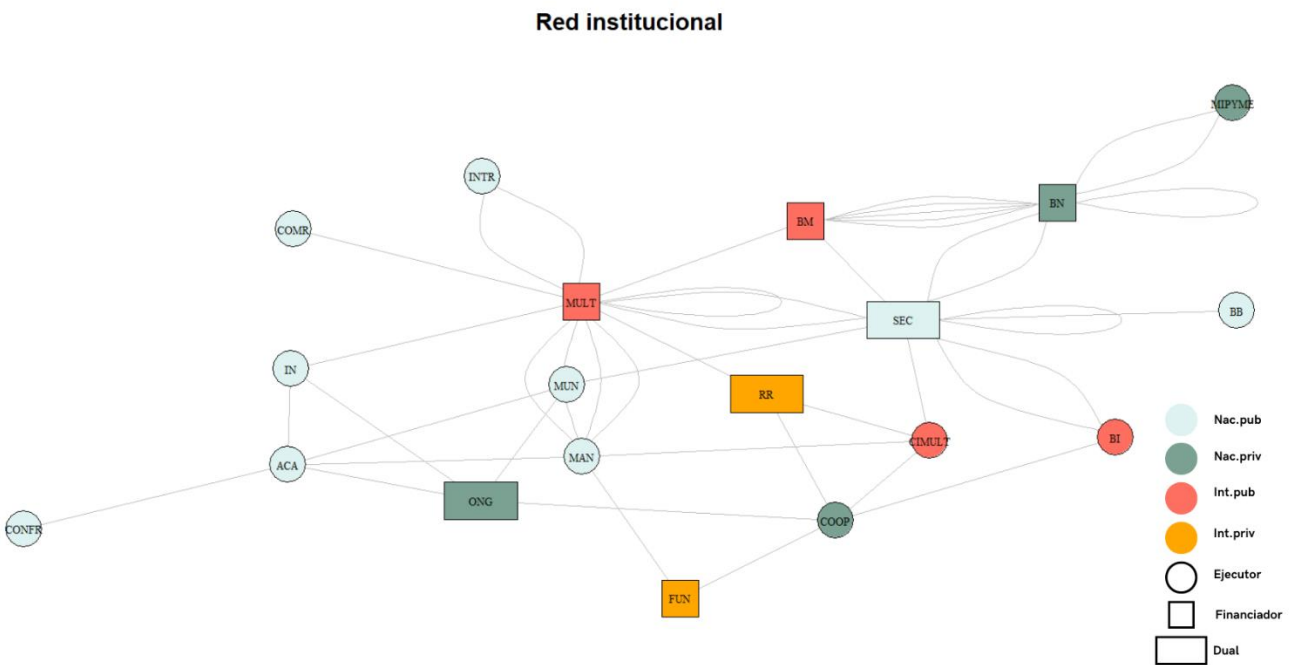 Red institucional
MIPYME
INTR
BN
BM
COMR
MULT
SEC
BB
IN
MUN
RR
CIMULT
BI
ACA
MAN
ONG
COOP
CONFR
FUN
Nac.pub
Nac.priv
Int.pub
Int.priv
Ejecutor
Financiador
Dual